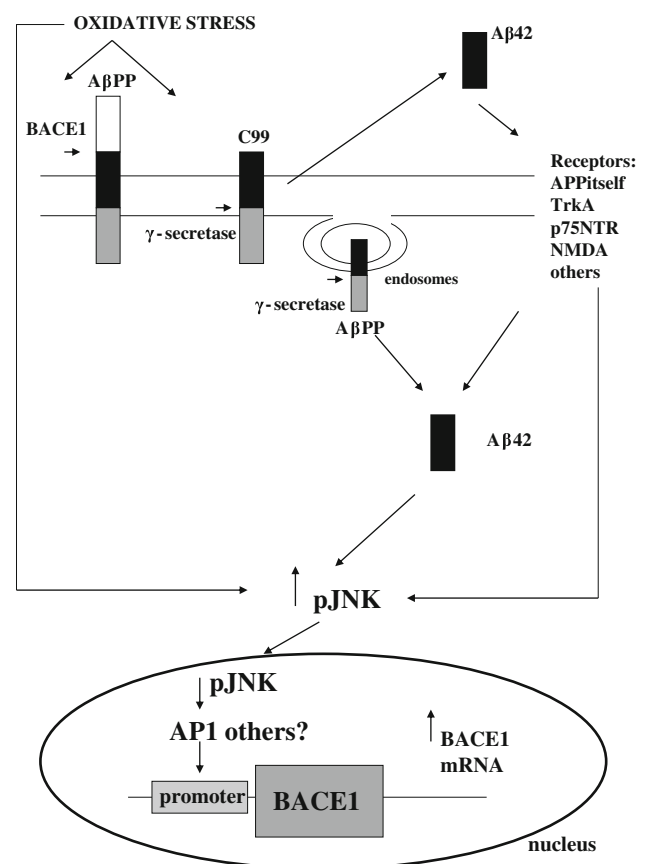 OXIDATIVE STRESS
Aβ42
AβPP
BACE1
C99
Receptors:
APPitself
TrkA
p75NTR
NMDA
others
γ-secretase
endosomes
γ-secretase
AβPP
Aβ42
pJNK
pJNK
AP1 others?
BACE1
mRNA
promoter
BACE1
nucleus